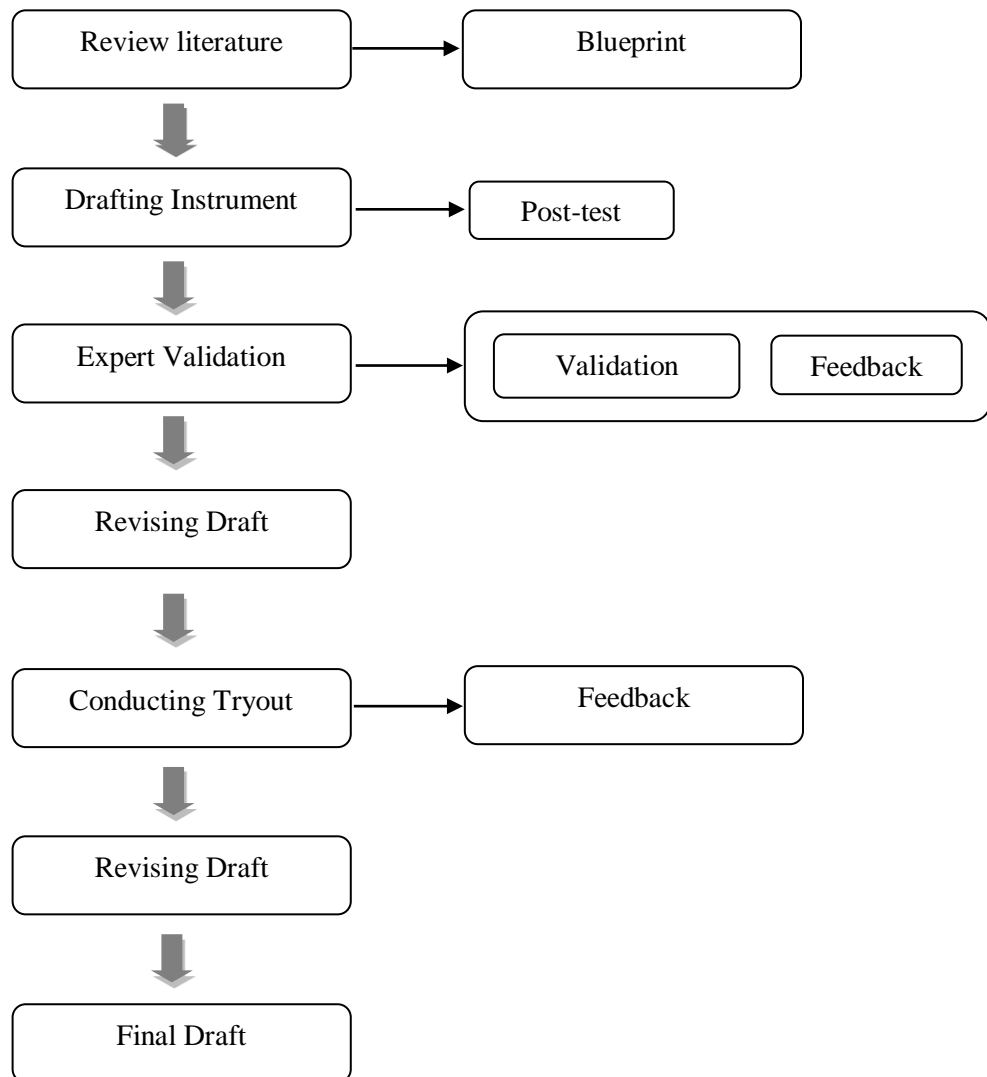 Review literature
Blueprint
Drafting Instrument
Post-test
Expert Validation
Validation
Feedback
Revising Draft
Conducting Tryout
Feedback
Revising Draft
Final Draft